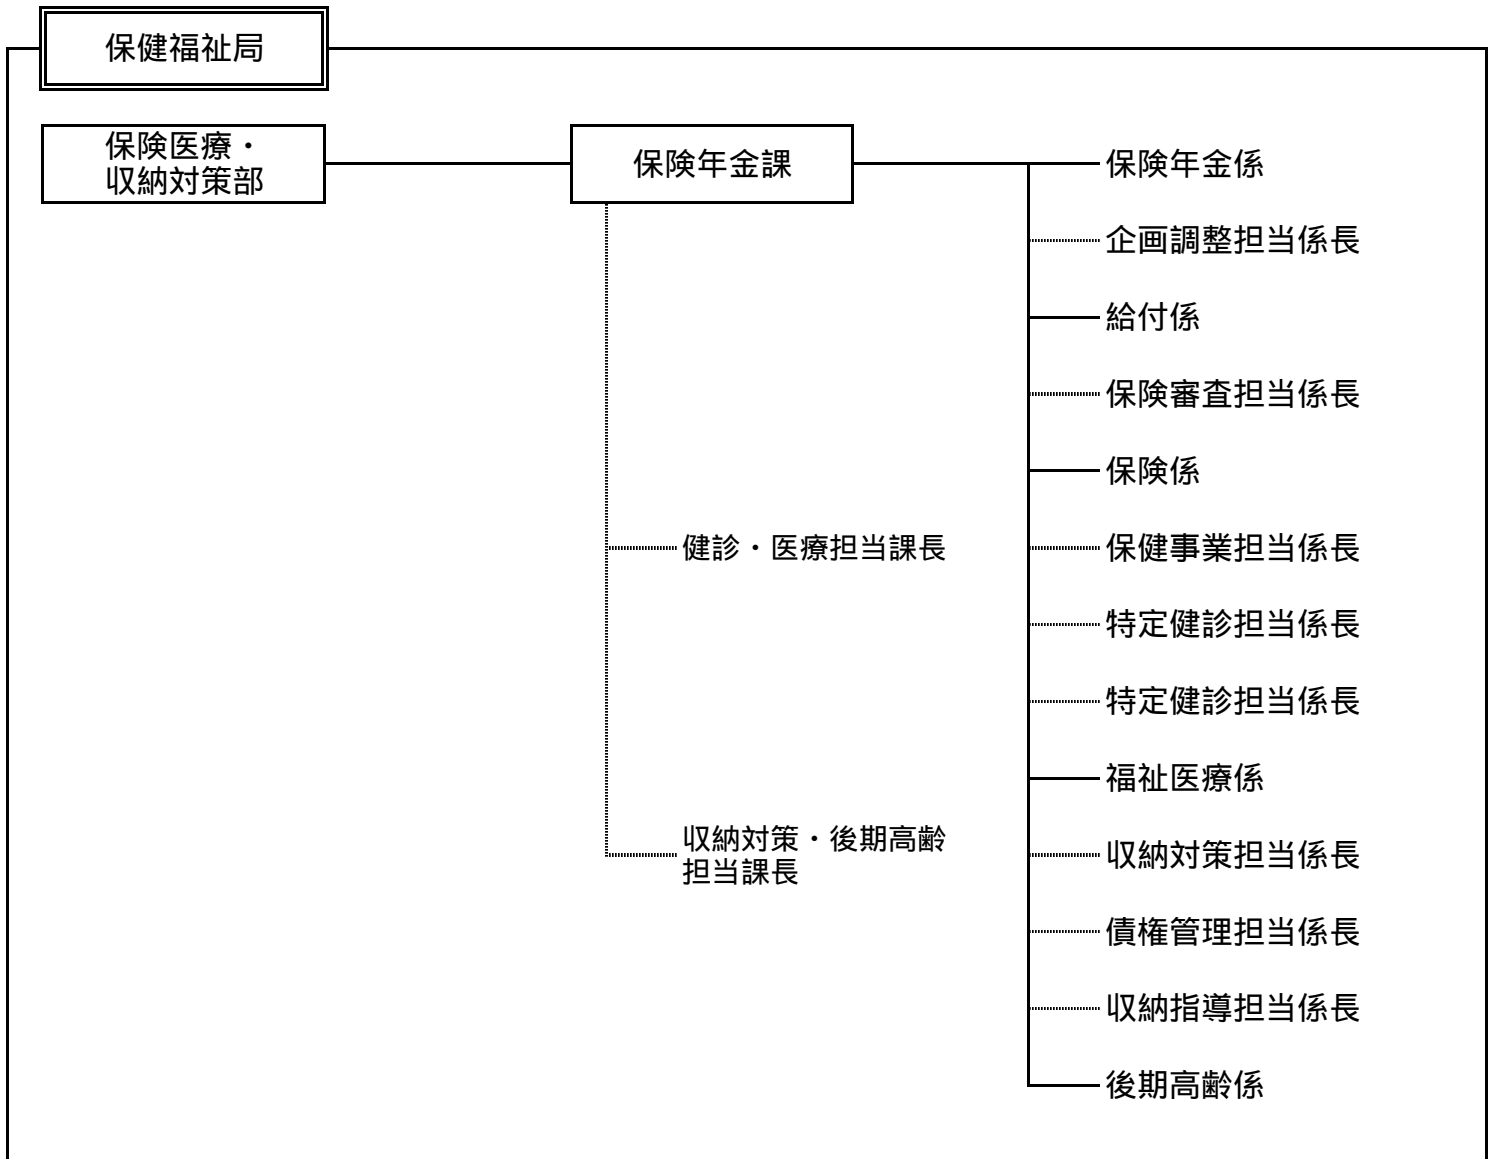 保健福祉局
保険医療・
収納対策部
保険年金課
保険年金係
企画調整担当係長
給付係
保険審査担当係長
保険係
健診・医療担当課長
保健事業担当係長
特定健診担当係長
特定健診担当係長
福祉医療係
収納対策・後期高齢
担当課長
収納対策担当係長
債権管理担当係長
収納指導担当係長
後期高齢係